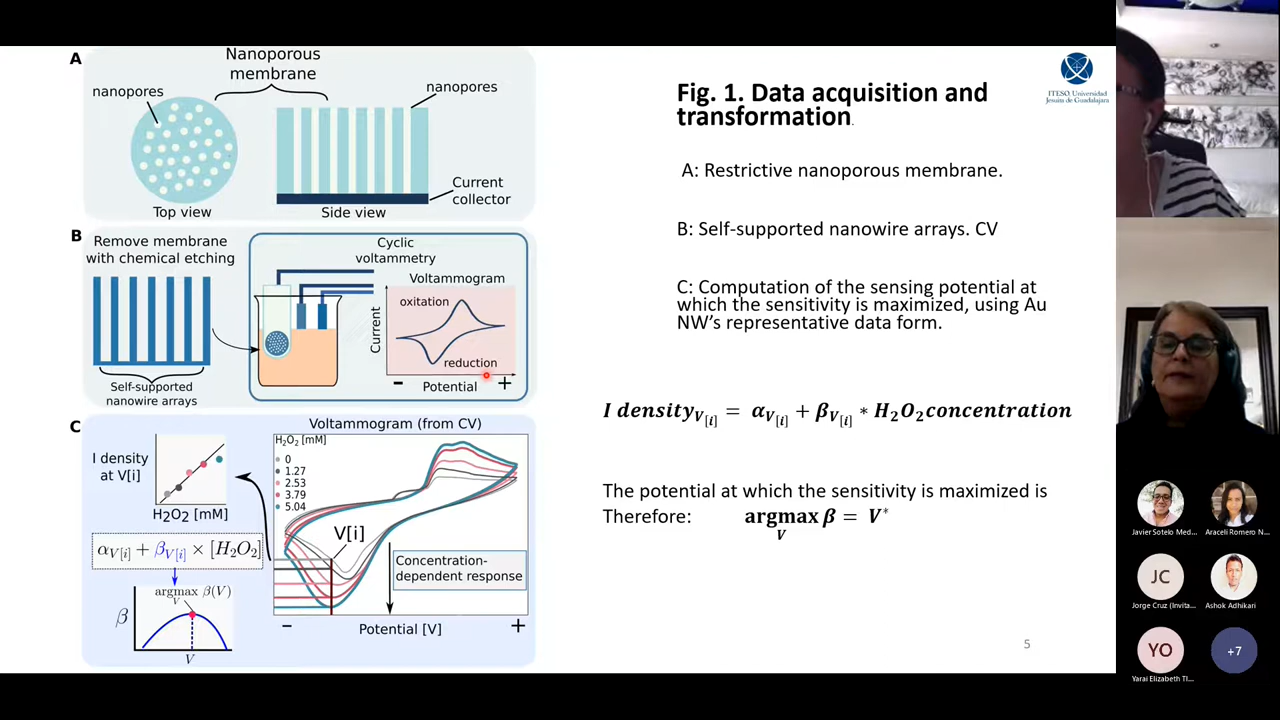 A
Nanoporous
membrane
nanopores
nanopores
Current
collector
Top view
Side view
B
Remove membrane
with chemical etching
Self-supported
nanowire arrays
Cyclic
voltammetry
Voltammogram
oxitation
reduction
Current
Potential
- +
C
Voltammogram (from CV)
I density
at V[i]
H₂O₂ [mM]
α_V[i] + β_V[i] × [H₂O₂]
argmax β(V)
V
β
V
H₂O₂ [mM]
0
1.27
2.53
3.79
5.04
V[i]
Concentration-
dependent response
- +
Potential [V]
Fig. 1. Data acquisition and
transformation.
ITESO, Universidad
Jesuita de Guadalajara
A: Restrictive nanoporous membrane.
B: Self-supported nanowire arrays. CV
C: Computation of the sensing potential at
which the sensitivity is maximized, using Au
NW's representative data form.
I density_V[i] = α_V[i] + β_V[i] * H₂O₂concentration
The potential at which the sensitivity is maximized is
Therefore: argmax β = V*
V
5
Javier Sotelo Med...
Araceli Romero N...
JC
Jorge Cruz (Invita...
Ashok Adhikari
YO
Yarai Elizabeth Tl...
+7